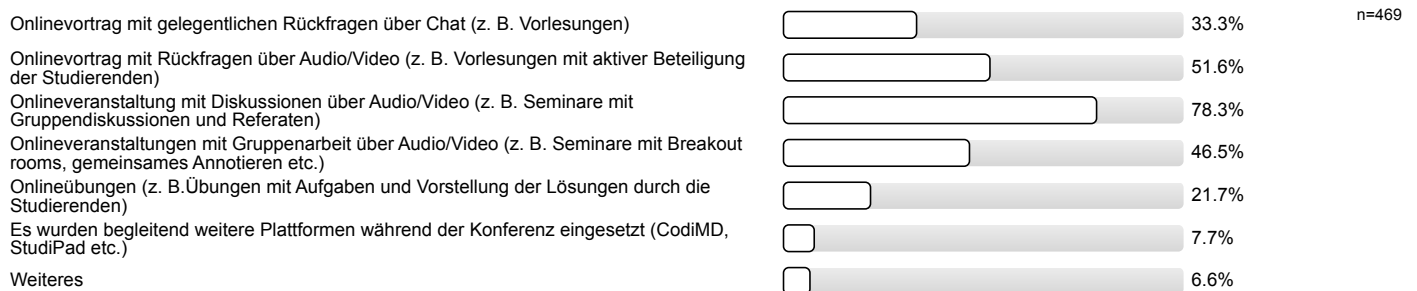 Onlinevortrag mit gelegentlichen Rückfragen über Chat (z. B. Vorlesungen)
33.3%
n=469
Onlinevortrag mit Rückfragen über Audio/Video (z. B. Vorlesungen mit aktiver Beteiligung
der Studierenden)
51.6%
Onlineveranstaltung mit Diskussionen über Audio/Video (z. B. Seminare mit
Gruppendiskussionen und Referaten)
78.3%
Onlineveranstaltungen mit Gruppenarbeit über Audio/Video (z. B. Seminare mit Breakout
rooms, gemeinsames Annotieren etc.)
46.5%
Onlineübungen (z. B.Übungen mit Aufgaben und Vorstellung der Lösungen durch die
Studierenden)
21.7%
Es wurden begleitend weitere Plattformen während der Konferenz eingesetzt (CodiMD,
StudiPad etc.)
7.7%
Weiteres
6.6%